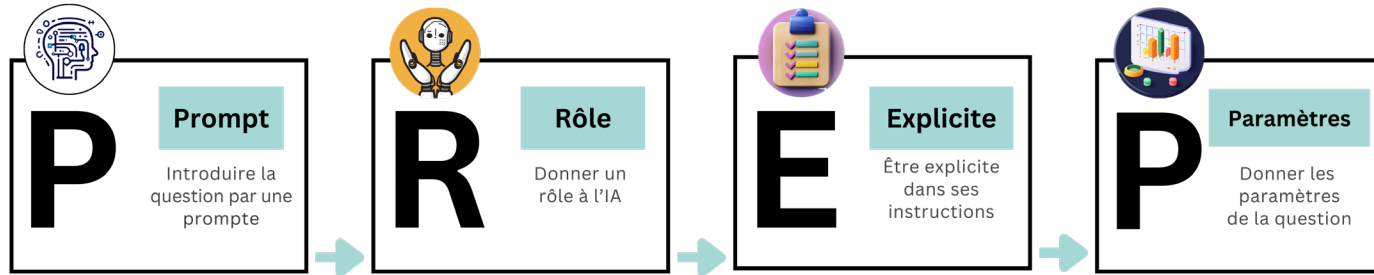 P
Prompt
Introduire la
question par une
prompte
R
Rôle
Donner un
rôle à l'IA
E
Explicite
Être explicite
dans ses
instructions
P
Paramètres
Donner les
paramètres
de la question